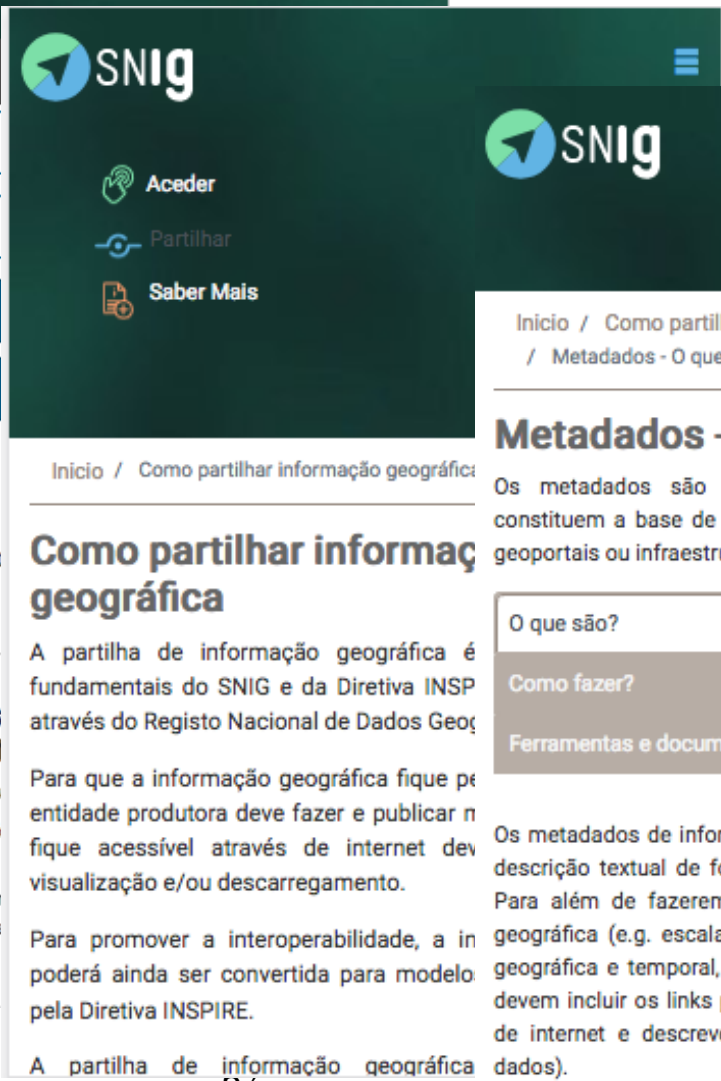 SNIg
Aceder
Partilhar
Saber Mais
Inicio / Como partilhar informação geográfica
Como partilhar informaç
geográfica
A partilha de informação geográfica é
fundamentais do SNIG e da Diretiva INSP
através do Registo Nacional de Dados Geog
Para que a informação geográfica fique pe
entidade produtora deve fazer e publicar m
fique acessível através de internet dev
visualização e/ou descarregamento.
Para promover a interoperabilidade, a in
poderá ainda ser convertida para modelo
pela Diretiva INSPIRE.
A partilha de informação geográfica
SNIg
Inicio / Como partil
/ Metadados - O que
Metadados -
Os metadados são
constituem a base de
geoportais ou infraestru
O que são?
Como fazer?
Ferramentas e docum
Os metadados de infor
descrição textual de fo
Para além de fazerem
geográfica (e.g. escala
geográfica e temporal,
devem incluir os links
de internet e descreve
dados).